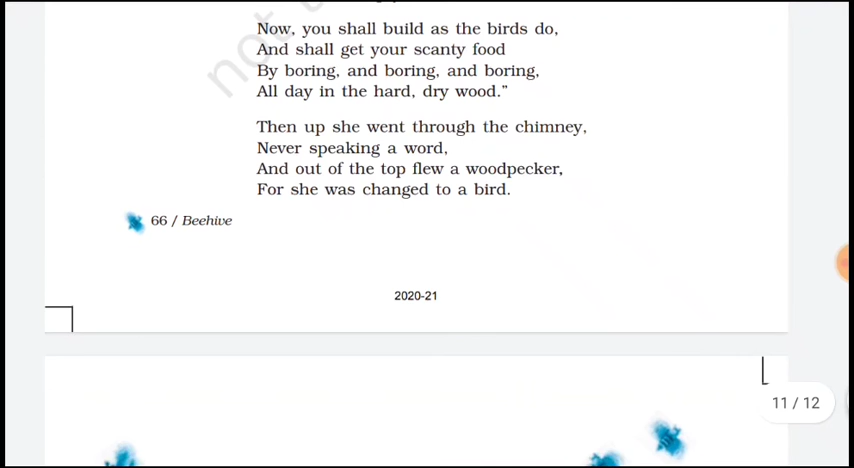 Now, you shall build as the birds do,
And shall get your scanty food
By boring, and boring, and boring,
All day in the hard, dry wood."
Then up she went through the chimney,
Never speaking a word,
And out of the top flew a woodpecker,
For she was changed to a bird.
66 / Beehive
2020-21
11 / 12
not